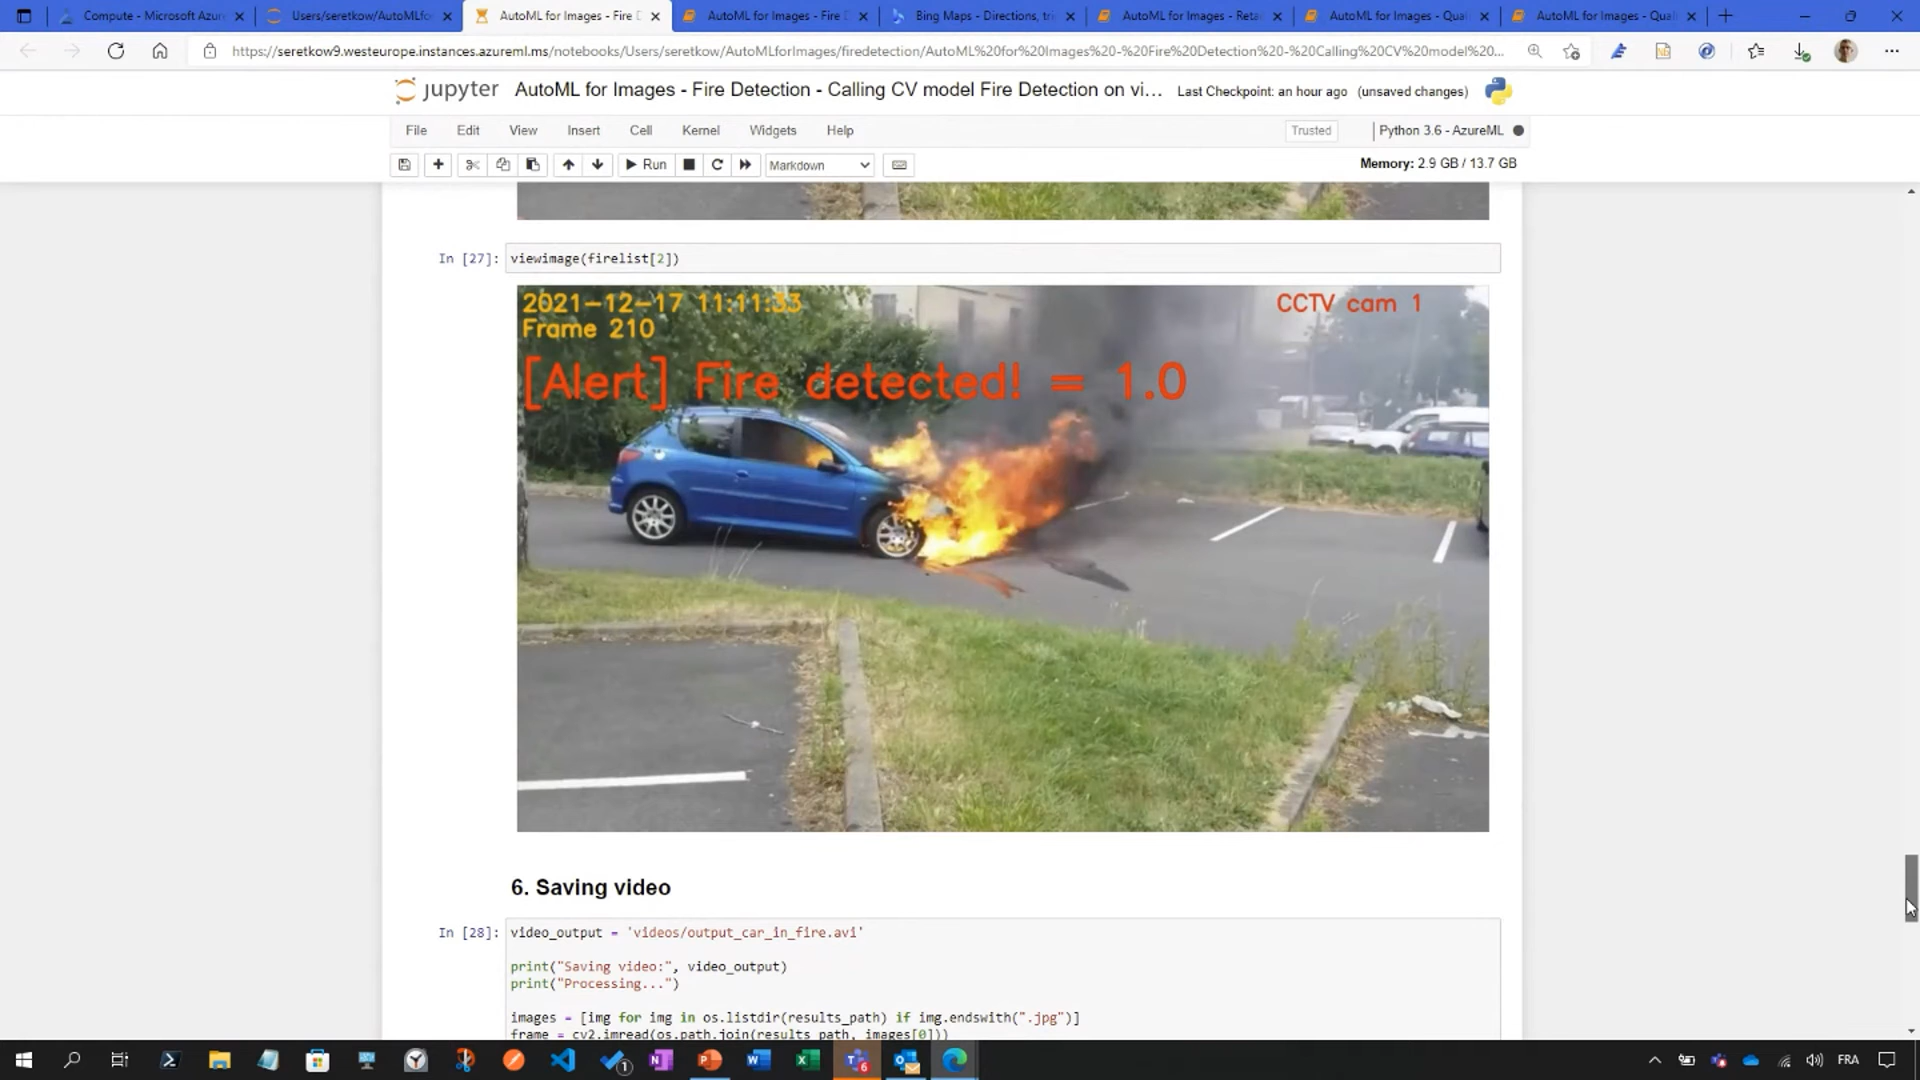 Compute - Microsoft Azur
Users/seretkow/AutoMLfor
AutoML for Images - Fire D
AutoML for Images - Fire D
Bing Maps - Directions, tri
AutoML for Images - Reta
AutoML for Images - Qual
AutoML for Images - Qual
https://seretkow9.westeurope.instances.azureml.ms/notebooks/Users/seretkow/AutoMLforImages/firedetection/AutoML%20for%20Images%20-%20Fire%20Detection%20-%20Calling%20CV%20model%20...
jupyter AutoML for Images - Fire Detection - Calling CV model Fire Detection on vi... Last Checkpoint: an hour ago (unsaved changes)
File Edit View Insert Cell Kernel Widgets Help Trusted Python 3.6 - AzureML
Run Markdown Memory: 2.9 GB / 13.7 GB
In [27]: viewimage(firelist[2])
2021-12-17 11:11:33 CCTV cam 1
Frame 210
[Alert] Fire detected! = 1.0
6. Saving video
In [28]: video_output = 'videos/output_car_in_fire.avi'
print("Saving video:", video_output)
print("Processing...")
images = [img for img in os.listdir(results_path) if img.endswith(".jpg")]
frame = cv2.imread(os.path.join(results_path, images[0]))
FRA